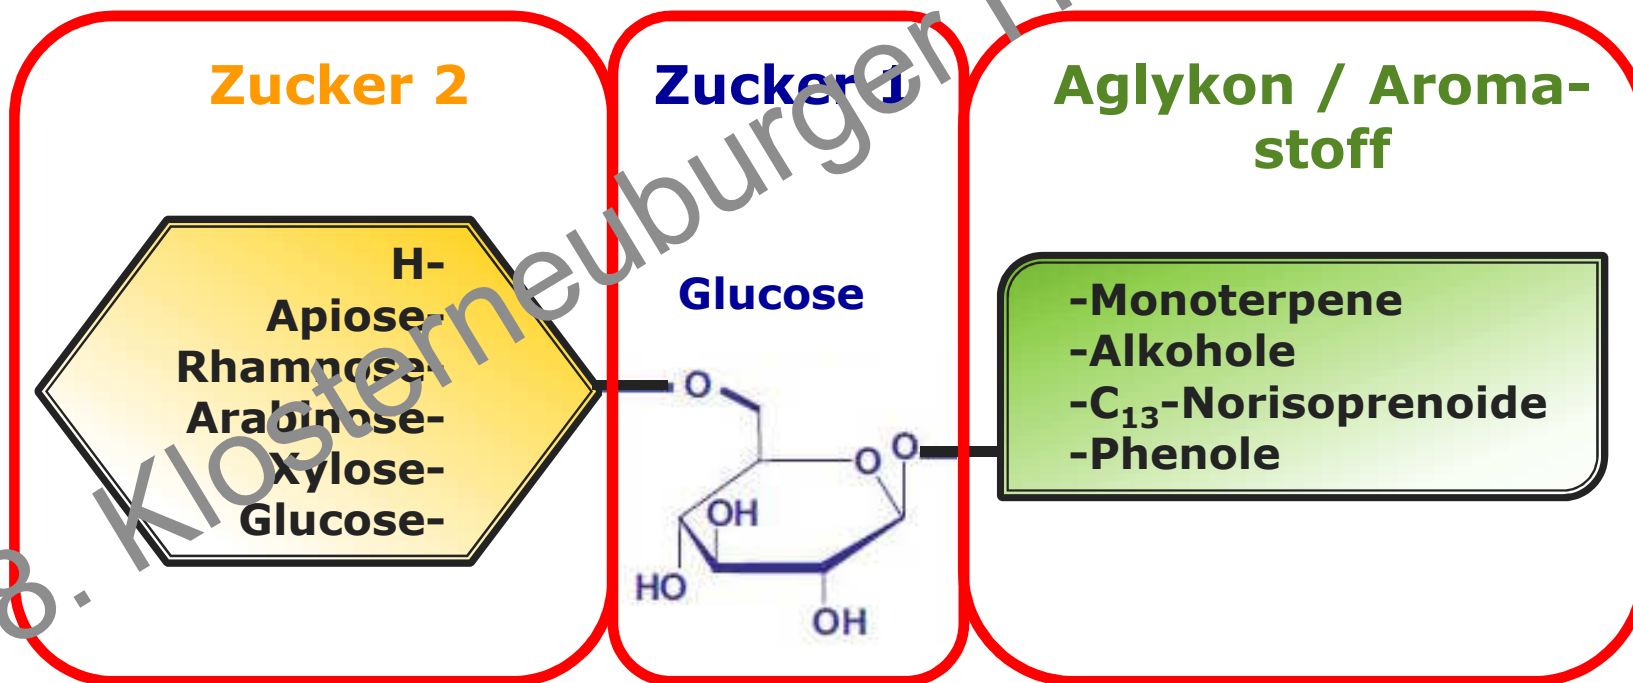 Zucker 2
H-
Apiose-
Rhamnose-
Arabinose-
Xylose-
Glucose-
Zucker 1
Glucose
O
O
O
OH
HO
OH
Aglykon / Aroma-
stoff
-Monoterpene
-Alkohole
-C₁₃-Norisoprenoide
-Phenole
8. Klosterneuburger